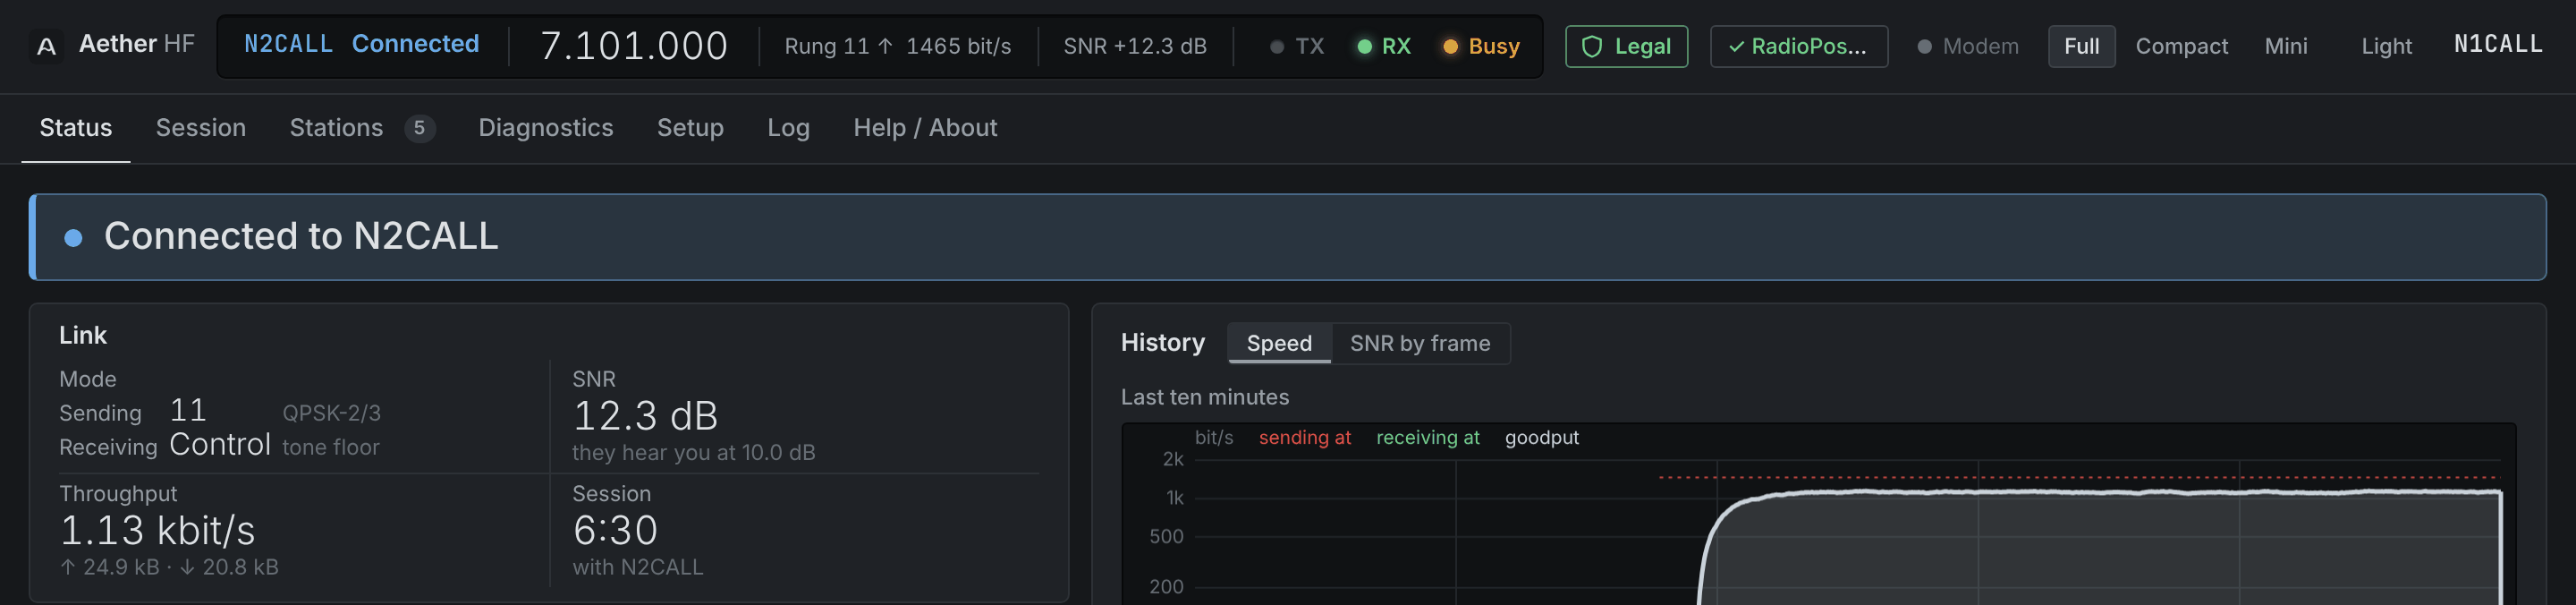 Aether HF N2CALL Connected 7.101.000 Rung 11 ↑ 1465 bit/s SNR +12.3 dB TX RX Busy Legal ✓ RadioPos... Modem Full Compact Mini Light N1CALL
Status Session Stations 5 Diagnostics Setup Log Help / About
Connected to N2CALL
Link
Mode
Sending 11 QPSK-2/3
Receiving Control tone floor
SNR
12.3 dB
they hear you at 10.0 dB
Throughput
1.13 kbit/s
↑ 24.9 kB · ↓ 20.8 kB
Session
6:30
with N2CALL
History Speed SNR by frame
Last ten minutes
bit/s sending at receiving at goodput
2k
1k
500
200